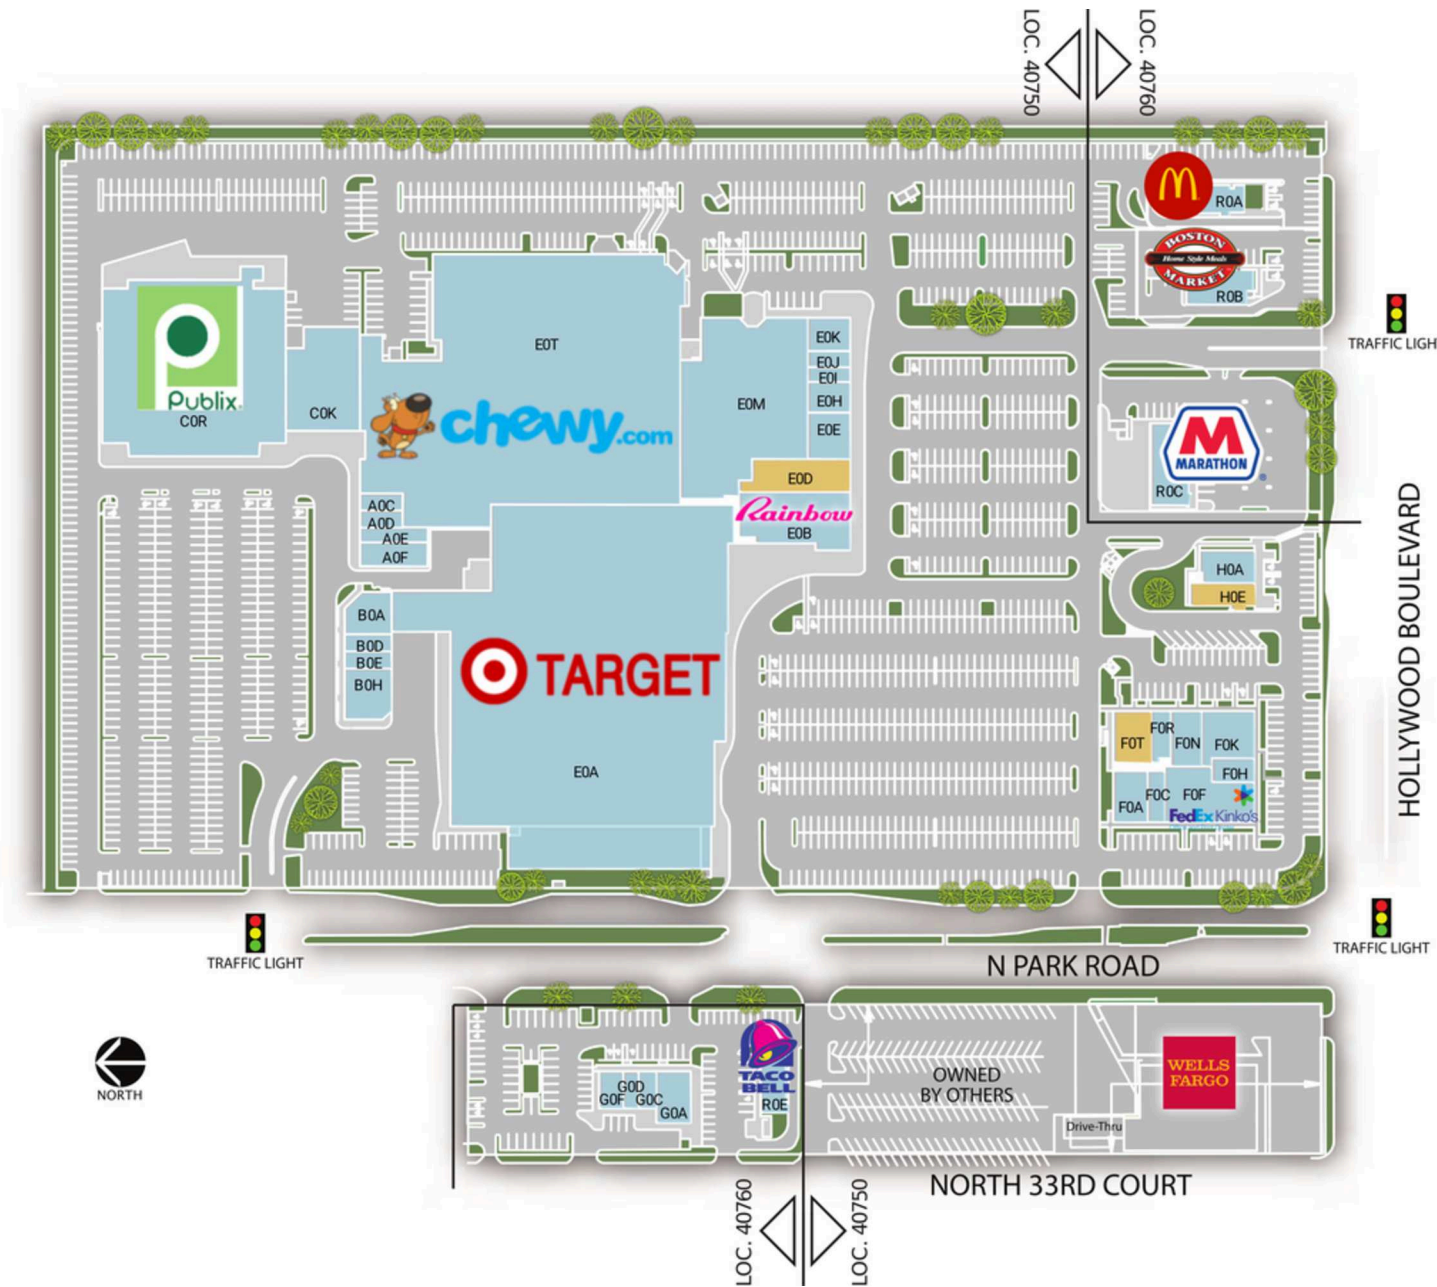 LOC. 40750
LOC. 40760
M
R0A
BOSTON
Home Style Meals
MARKET
R0B
TRAFFIC LIGH
Publix.
C0R
C0K
E0T
chewy.com
E0M
E0K
E0J
E0I
E0H
E0E
E0D
Rainbow
E0B
M
MARATHON
R0C
A0C
A0D
A0E
A0F
B0A
B0D
B0E
B0H
TARGET
E0A
H0A
H0E
HOLLYWOOD BOULEVARD
F0T
F0R
F0N
F0K
F0H
F0A
F0C
F0F
FedEx Kinko's
TRAFFIC LIGHT
TRAFFIC LIGHT
N PARK ROAD
NORTH
G0D
G0F
G0C
G0A
TACO
BELL
R0E
OWNED
BY OTHERS
WELLS
FARGO
Drive-Thru
NORTH 33RD COURT
LOC. 40760
LOC. 40750